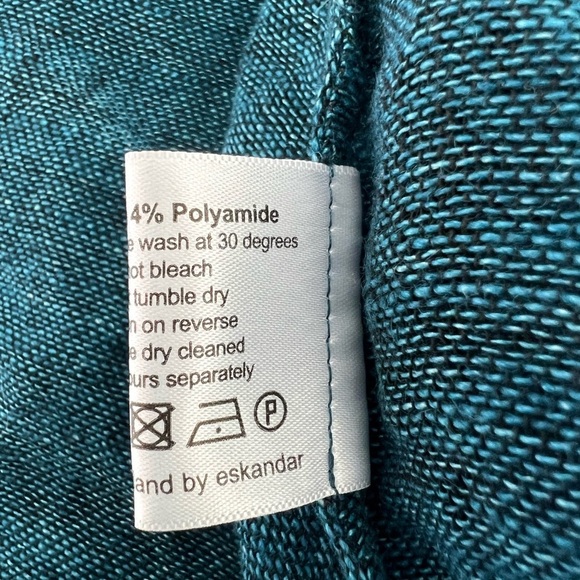 4% Polyamide
e wash at 30 degrees
ot bleach
t tumble dry
n on reverse
e dry cleaned
ours separately
P
and by eskandar